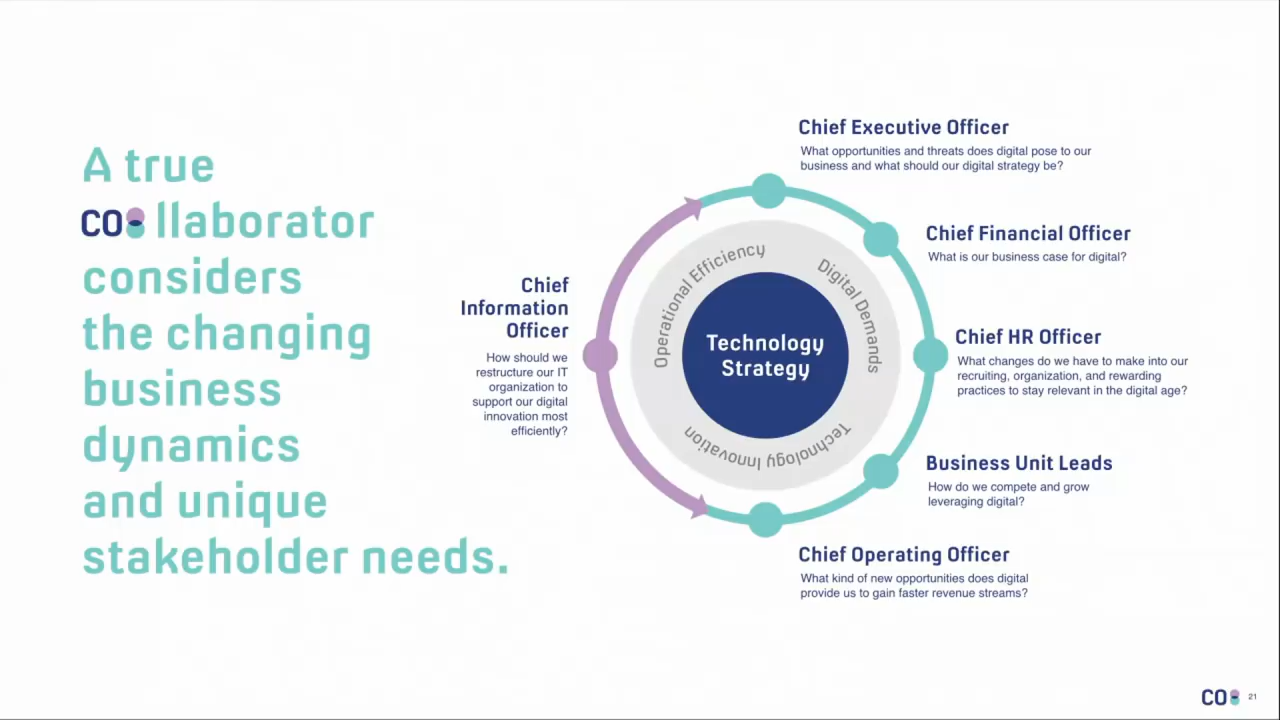 A true
CO llaborator
considers
the changing
business
dynamics
and unique
stakeholder needs.
Chief
Information
Officer
How should we
restructure our IT
organization to
support our digital
innovation most
efficiently?
Operational Efficiency
Digital Demands
Technology Innovation
Technology
Strategy
Chief Executive Officer
What opportunities and threats does digital pose to our
business and what should our digital strategy be?
Chief Financial Officer
What is our business case for digital?
Chief HR Officer
What changes do we have to make into our
recruiting, organization, and rewarding
practices to stay relevant in the digital age?
Business Unit Leads
How do we compete and grow
leveraging digital?
Chief Operating Officer
What kind of new opportunities does digital
provide us to gain faster revenue streams?
CO
21